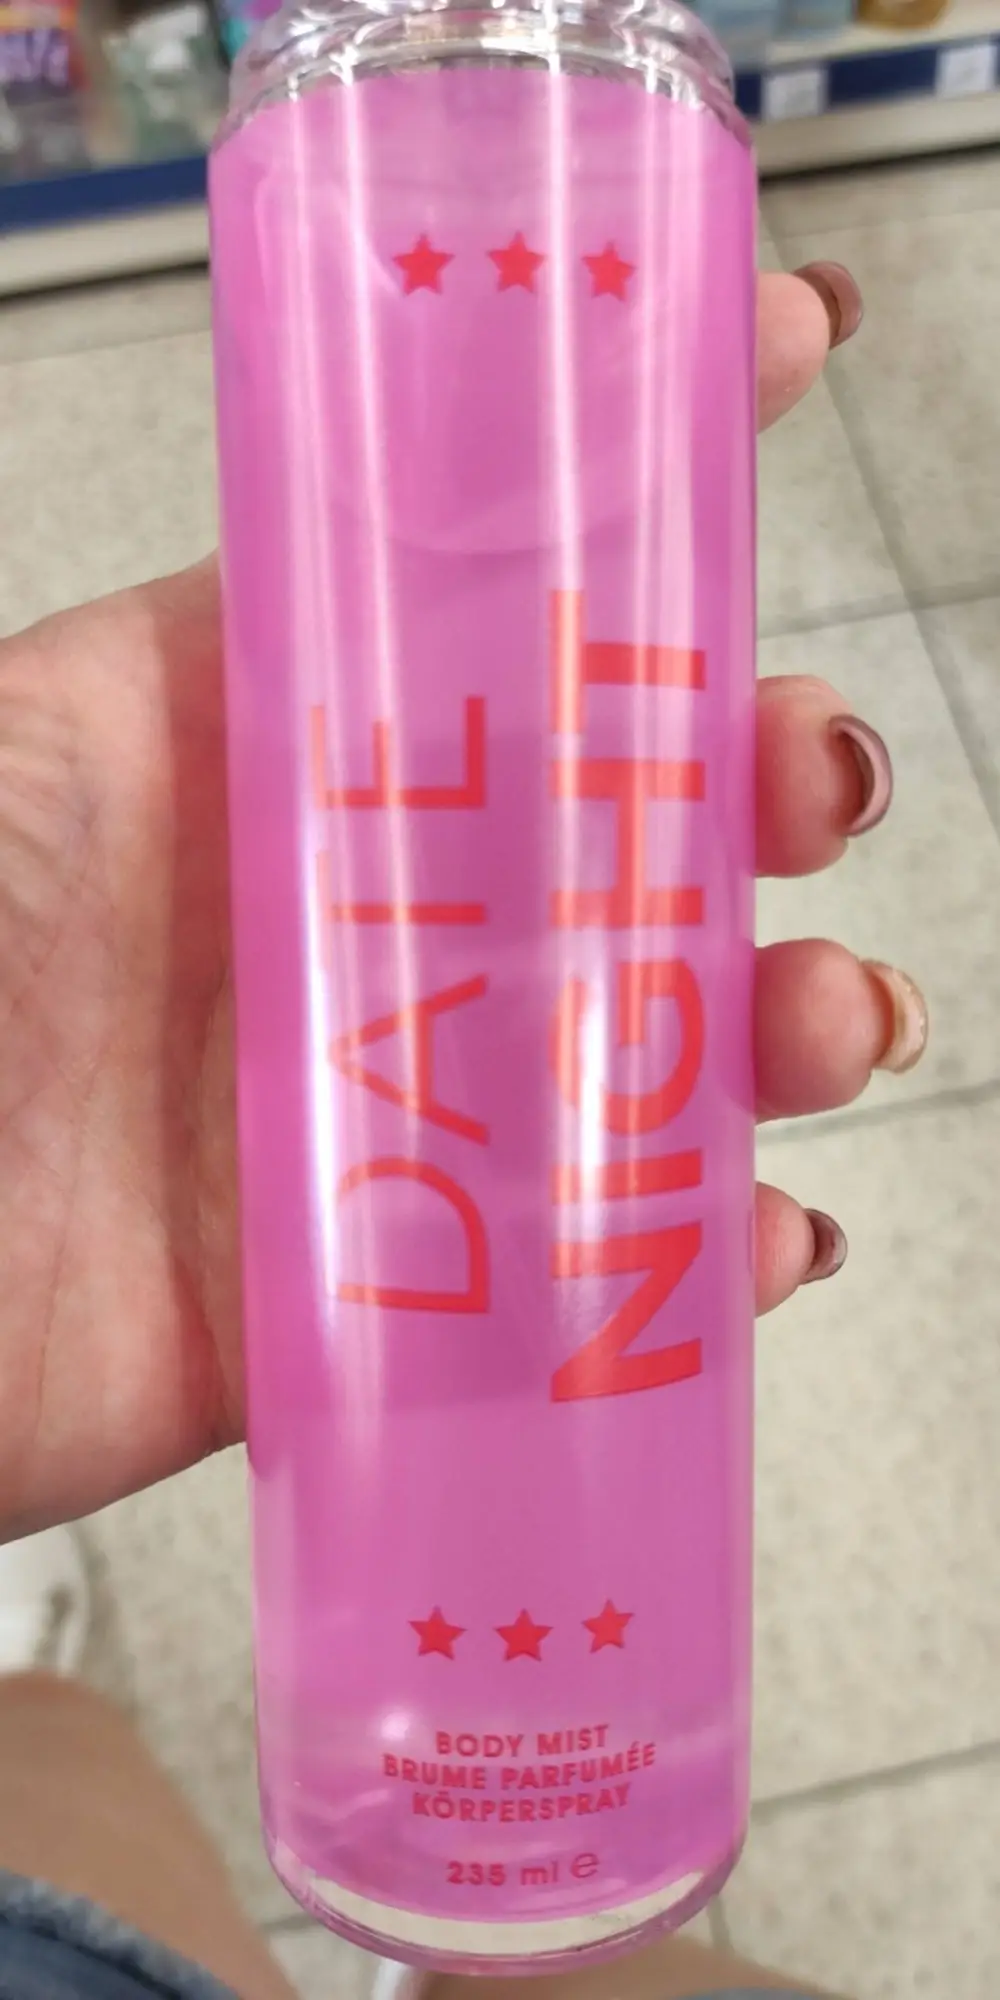 DATE
NIGHT
BODY MIST
BRUME PARFUMÉE
KÖRPERSPRAY
235 ml ℮